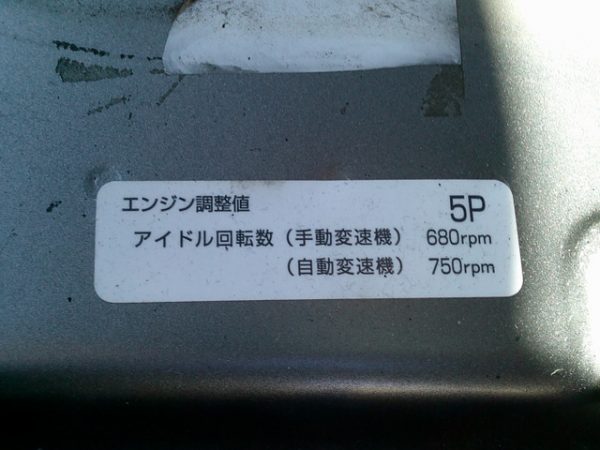 エンジン調整値 5P
アイドル回転数（手動変速機） 680rpm
（自動変速機） 750rpm